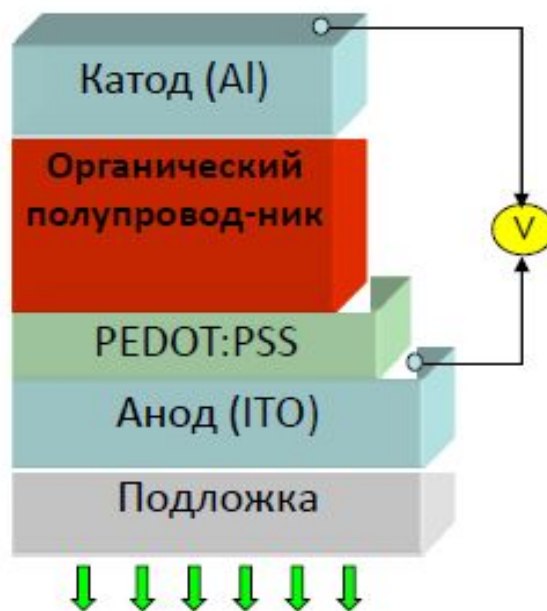 Катод (Al)
Органический
полупровод-ник
V
PEDOT:PSS
Анод (ITO)
Подложка